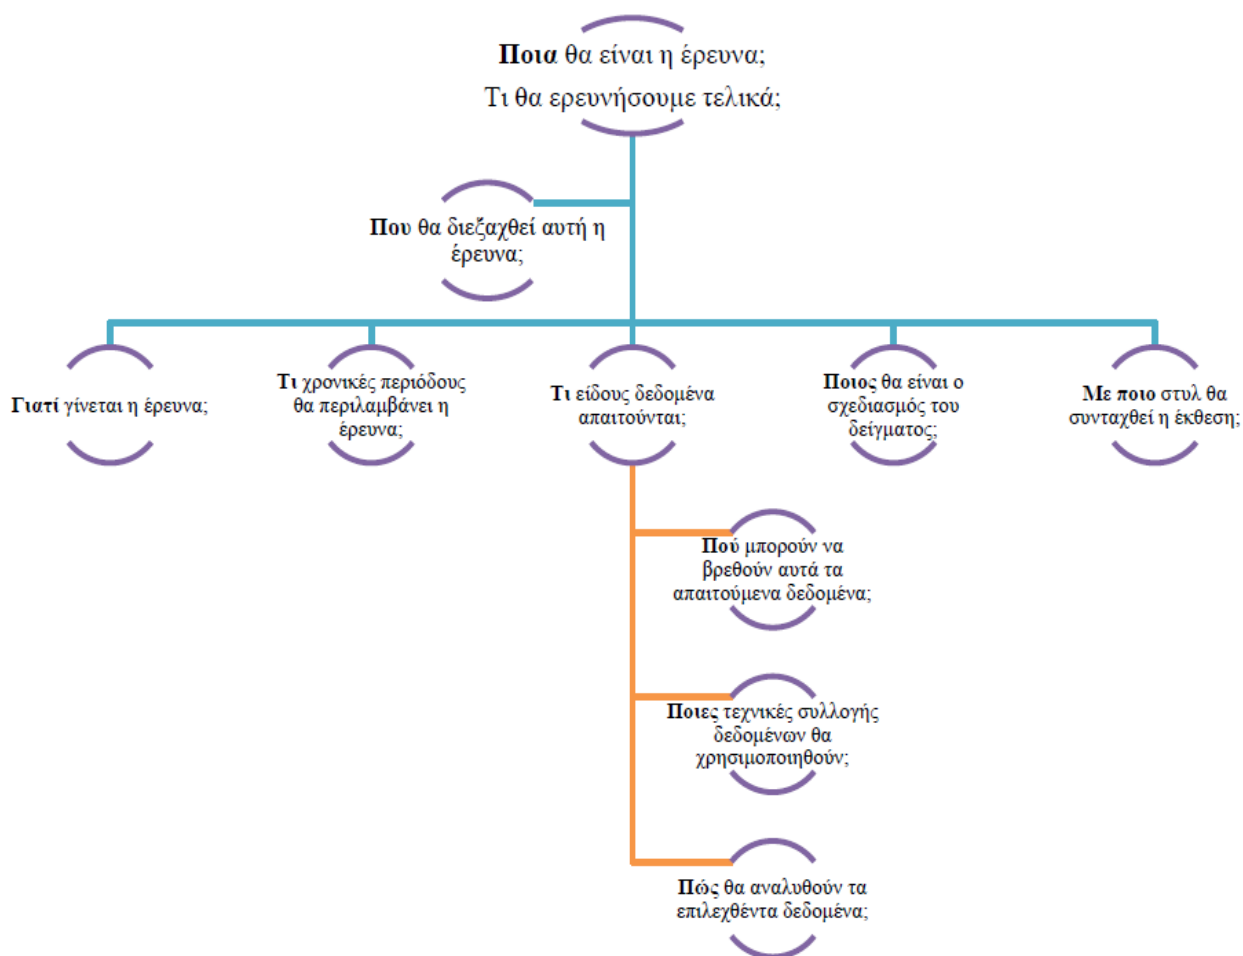 Ποια θα είναι η έρευνα;
Τι θα ερευνήσουμε τελικά;
Που θα διεξαχθεί αυτή η
έρευνα;
Γιατί γίνεται η έρευνα;
Τι χρονικές περιόδους
θα περιλαμβάνει η
έρευνα;
Τι είδους δεδομένα
απαιτούνται;
Ποιος θα είναι ο
σχεδιασμός του
δείγματος;
Με ποιο στυλ θα
συνταχθεί η έκθεση;
Πού μπορούν να
βρεθούν αυτά τα
απαιτούμενα δεδομένα;
Ποιες τεχνικές συλλογής
δεδομένων θα
χρησιμοποιηθούν;
Πώς θα αναλυθούν τα
επιλεχθέντα δεδομένα;